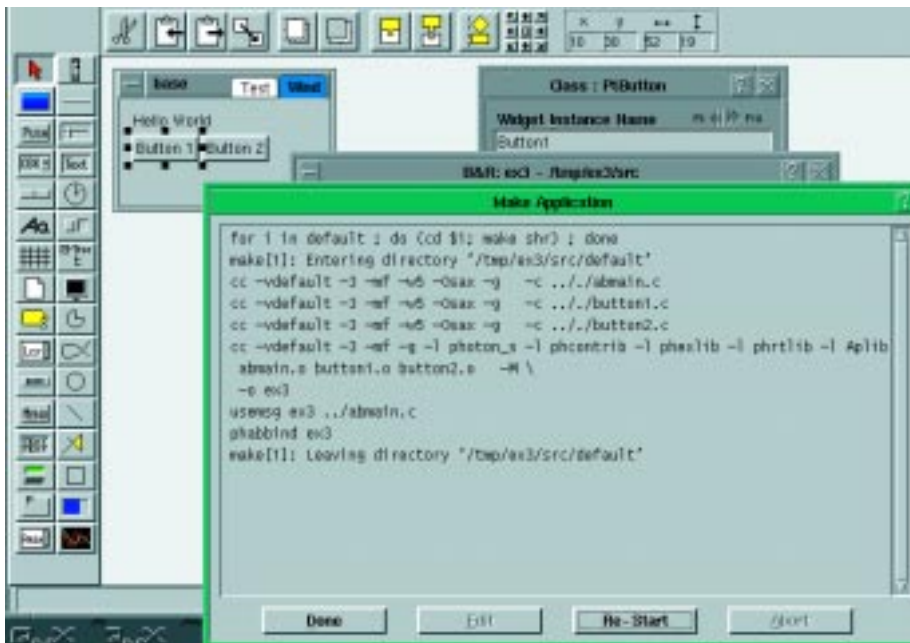 x y
10 30 52 19
base Test Wind
Hello World
Button 1 Button 2
Class : PtButton
Widget Instance Name
Button1
B&R: ex3 - /tmp/ex3/src
Make Application
for i in default ; do (cd $i; make shr) ; done
make[1]: Entering directory '/tmp/ex3/src/default'
cc -vdefault -3 -mf -w5 -Osax -g -c .././abmain.c
cc -vdefault -3 -mf -w5 -Osax -g -c .././button1.c
cc -vdefault -3 -mf -w5 -Osax -g -c .././button2.c
cc -vdefault -3 -mf -g -l photon_s -l phcontrib -l phexlib -l phrtlib -l Aplib
abmain.o button1.o button2.o -M \
-o ex3
usemsg ex3 ../abmain.c
phabbind ex3
make[1]: Leaving directory '/tmp/ex3/src/default'
Text
Aa
Done Edit Re-Start Abort